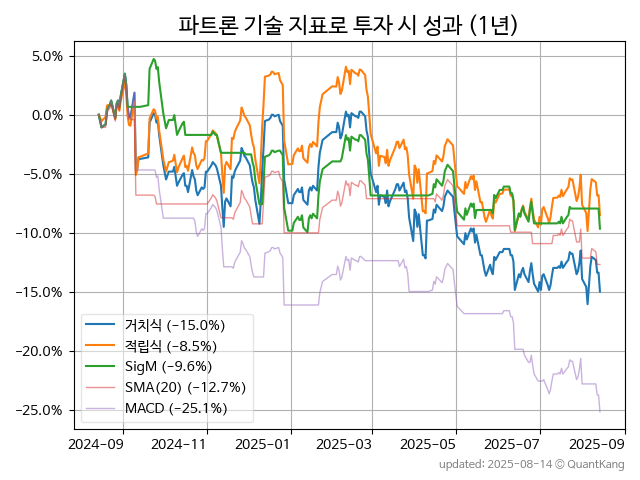 파트론 기술 지표로 투자 시 성과 (1년)
5.0%
0.0%
−5.0%
−10.0%
−15.0%
−20.0%
−25.0%
거치식 (−15.0%)
적립식 (−8.5%)
SigM (−9.6%)
SMA(20) (−12.7%)
MACD (−25.1%)
2024−09 2024−11 2025−01 2025−03 2025−05 2025−07 2025−09
updated: 2025−08−14 © QuantKang